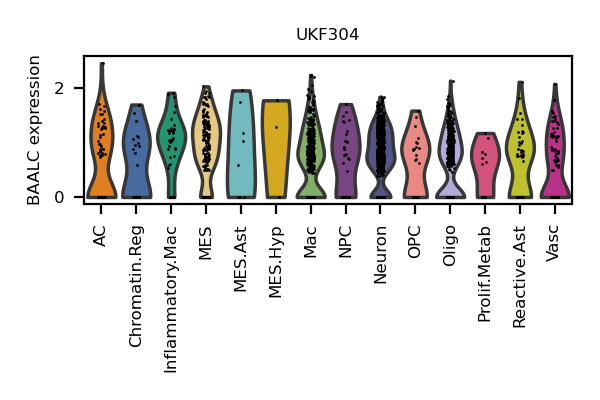 UKF304
BAALC expression
2
0
AC
Chromatin.Reg
Inflammatory.Mac
MES
MES.Ast
MES.Hyp
Mac
NPC
Neuron
OPC
Oligo
Prolif.Metab
Reactive.Ast
Vasc